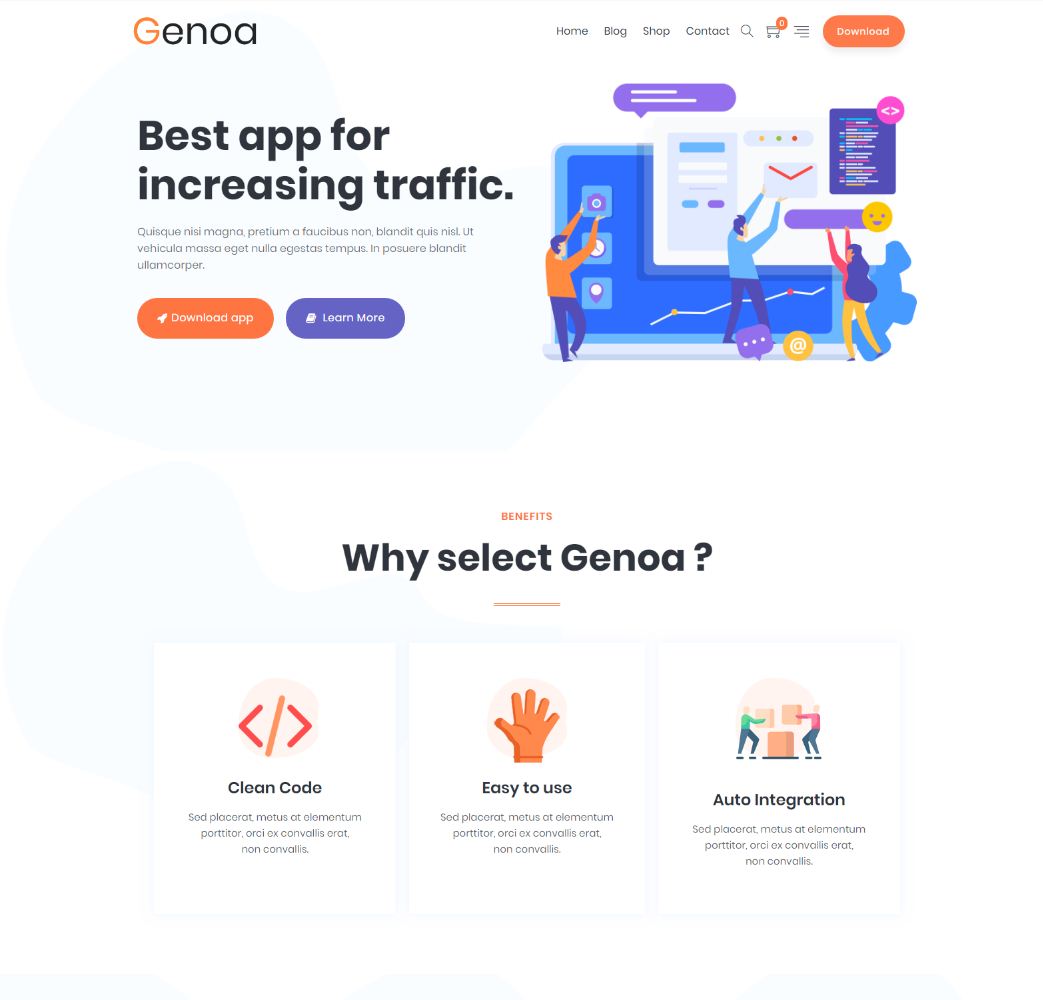 Genoa
Home Blog Shop Contact 0 Download
Best app for
increasing traffic.
Quisque nisi magna, pretium a faucibus non, blandit quis nisl. Ut
vehicula massa eget nulla egestas tempus. In posuere blandit
ullamcorper.
Download app Learn More
<>
@
BENEFITS
Why select Genoa ?
</>
Clean Code
Sed placerat, metus at elementum
porttitor, orci ex convallis erat,
non convallis.
Easy to use
Sed placerat, metus at elementum
porttitor, orci ex convallis erat,
non convallis.
Auto Integration
Sed placerat, metus at elementum
porttitor, orci ex convallis erat,
non convallis.